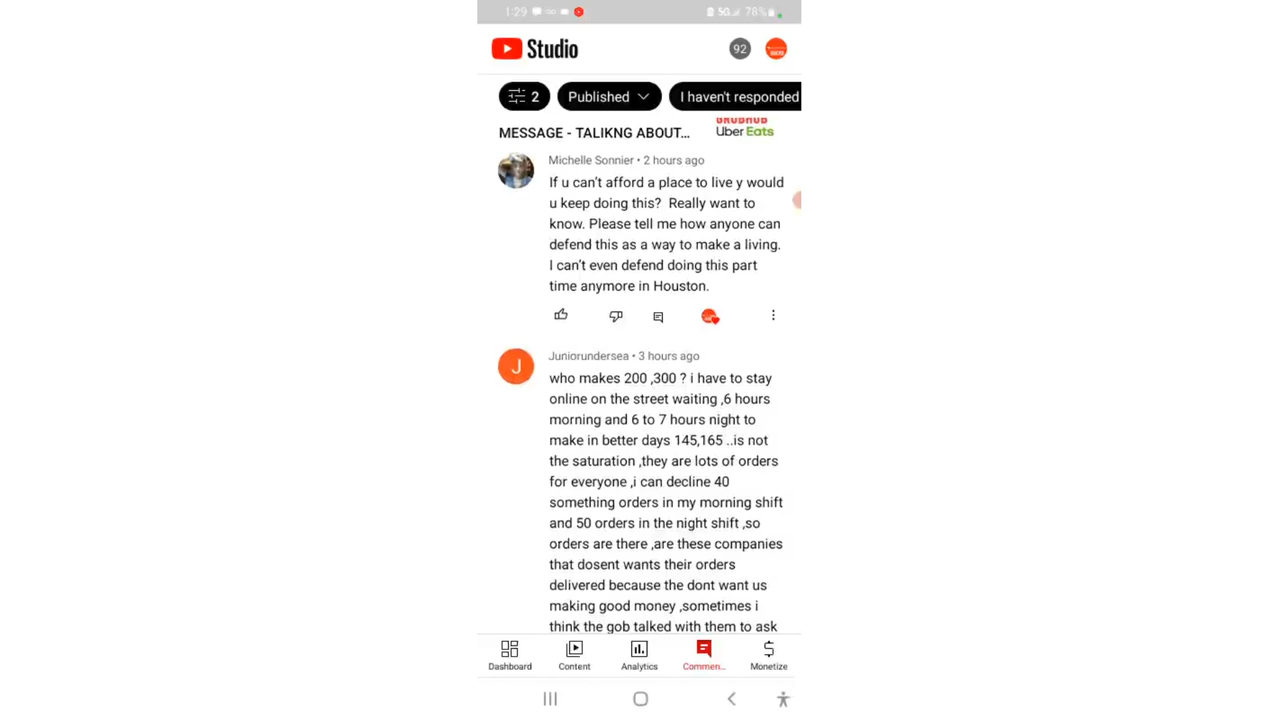 1:29 5G 78%
Studio 92
2 Published I haven't responded
GRUBHUB
MESSAGE - TALIKNG ABOUT... Uber Eats
Michelle Sonnier • 2 hours ago
If u can't afford a place to live y would
u keep doing this? Really want to
know. Please tell me how anyone can
defend this as a way to make a living.
I can't even defend doing this part
time anymore in Houston.
J Juniorundersea • 3 hours ago
who makes 200 ,300 ? i have to stay
online on the street waiting ,6 hours
morning and 6 to 7 hours night to
make in better days 145,165 ..is not
the saturation ,they are lots of orders
for everyone ,i can decline 40
something orders in my morning shift
and 50 orders in the night shift ,so
orders are there ,are these companies
that dosent wants their orders
delivered because the dont want us
making good money ,sometimes i
think the gob talked with them to ask
Dashboard Content Analytics Commen... Monetize